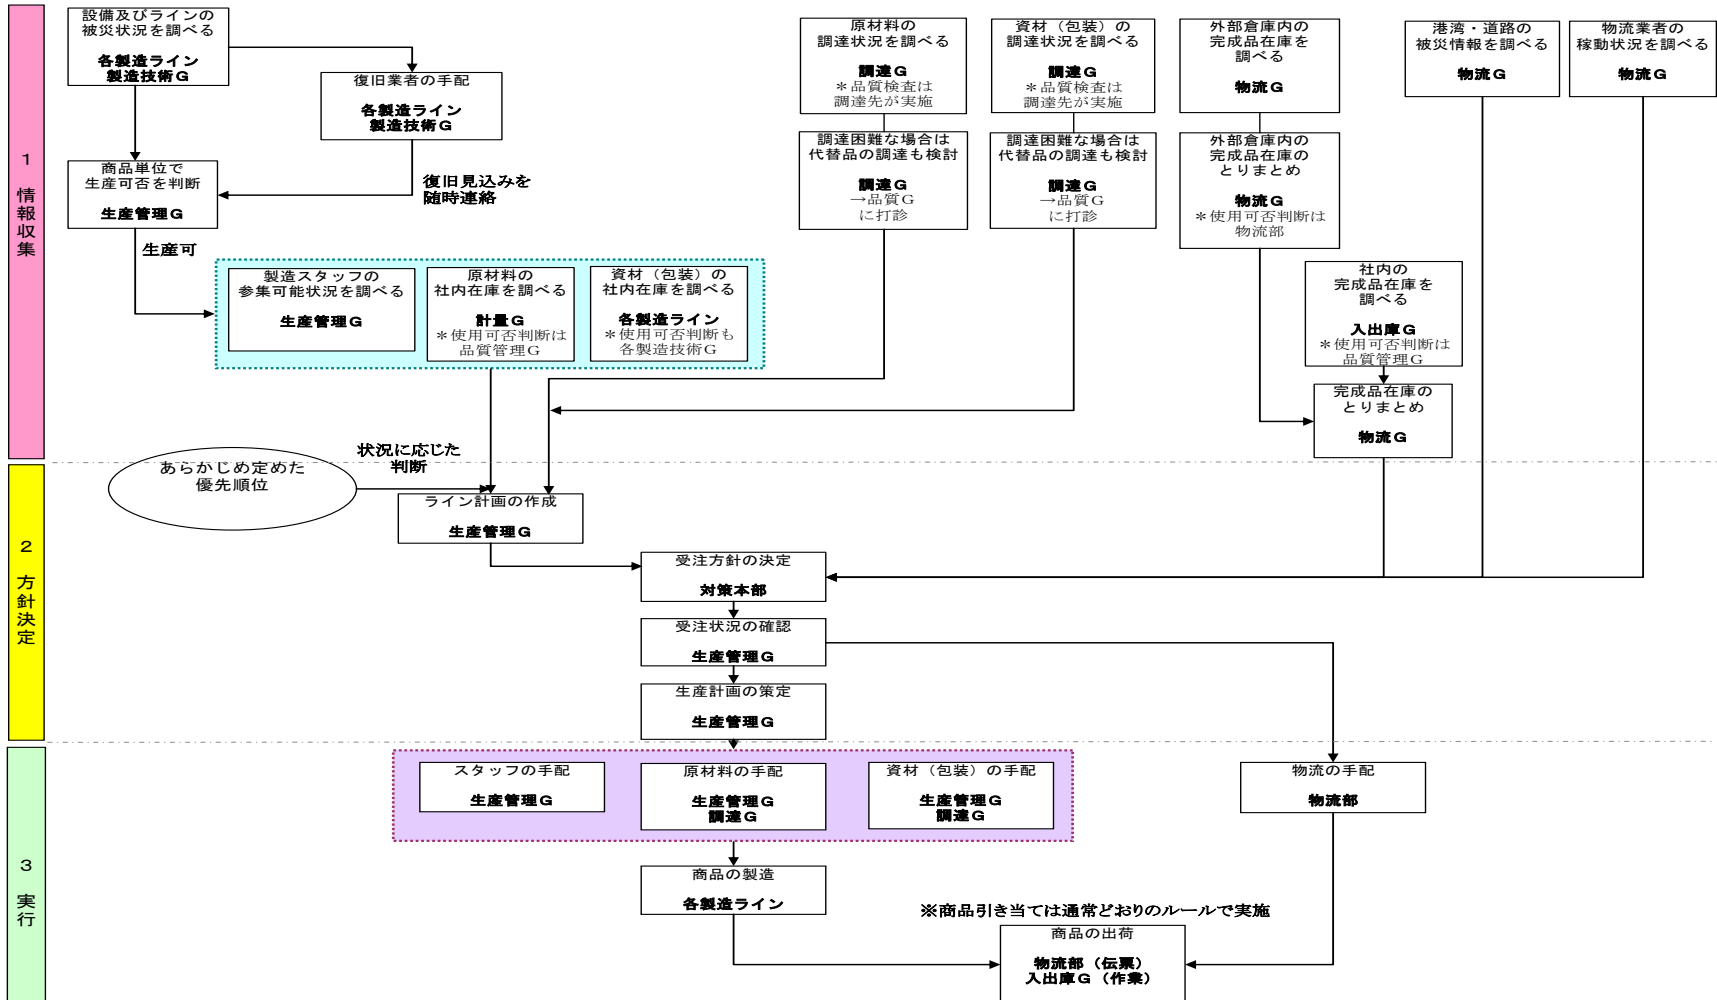 1
情
報
収
集
設備及びラインの
被災状況を調べる
各製造ライン
製造技術G
復旧業者の手配
各製造ライン
製造技術G
商品単位で
生産可否を判断
生産管理G
復旧見込みを
随時連絡
生産可
製造スタッフの
参集可能状況を調べる
生産管理G
原材料の
社内在庫を調べる
計量G
＊使用可否判断は
品質管理G
資材（包装）の
社内在庫を調べる
各製造ライン
＊使用可否判断も
各製造技術G
原材料の
調達状況を調べる
調達G
＊品質検査は
調達先が実施
調達困難な場合は
代替品の調達も検討
調達G
→品質G
に打診
資材（包装）の
調達状況を調べる
調達G
＊品質検査は
調達先が実施
調達困難な場合は
代替品の調達も検討
調達G
→品質G
に打診
外部倉庫内の
完成品在庫を
調べる
物流G
外部倉庫内の
完成品在庫の
とりまとめ
物流G
＊使用可否判断は
物流部
社内の
完成品在庫を
調べる
入出庫G
＊使用可否判断は
品質管理G
完成品在庫の
とりまとめ
物流G
港湾・道路の
被災情報を調べる
物流G
物流業者の
稼動状況を調べる
物流G
2
方
針
決
定
あらかじめ定めた
優先順位
状況に応じた
判断
ライン計画の作成
生産管理G
受注方針の決定
対策本部
受注状況の確認
生産管理G
生産計画の策定
生産管理G
3
実
行
スタッフの手配
生産管理G
原材料の手配
生産管理G
調達G
資材（包装）の手配
生産管理G
調達G
物流の手配
物流部
商品の製造
各製造ライン
※商品引き当ては通常どおりのルールで実施
商品の出荷
物流部（伝票）
入出庫G（作業）